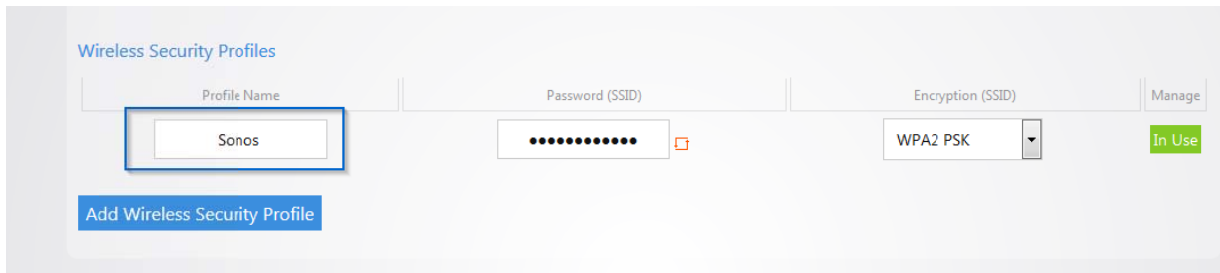 Wireless Security Profiles
Profile Name Password (SSID) Encryption (SSID) Manage
Sonos •••••••••••• WPA2 PSK In Use
Add Wireless Security Profile